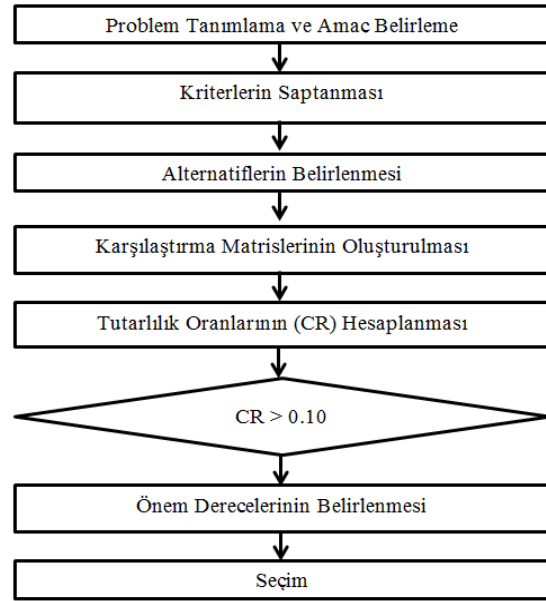 Problem Tanımlama ve Amaç Belirleme
Kriterlerin Saptanması
Alternatiflerin Belirlenmesi
Karşılaştırma Matrislerinin Oluşturulması
Tutarlılık Oranlarının (CR) Hesaplanması
CR > 0.10
Önem Derecelerinin Belirlenmesi
Seçim